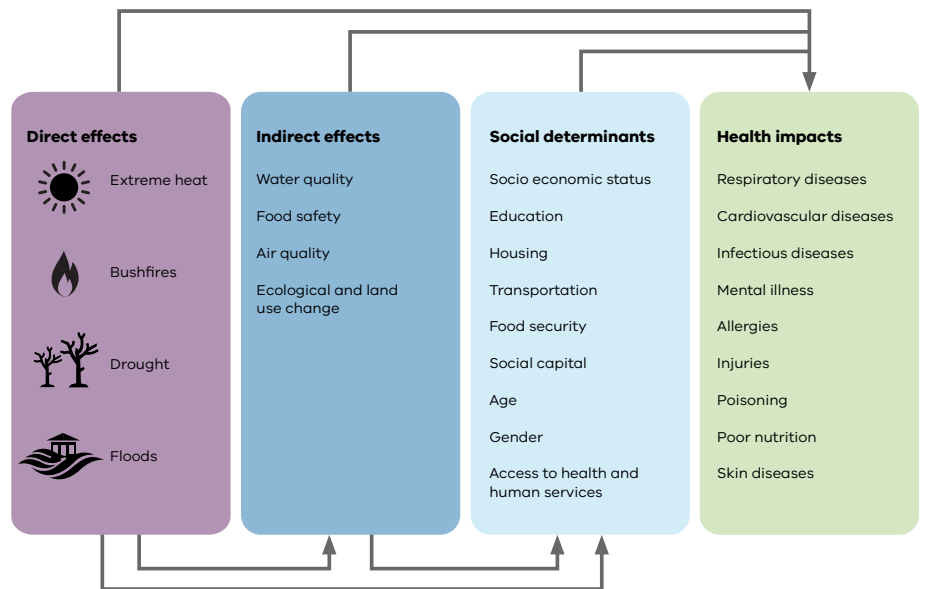 Direct effects
Extreme heat
Bushfires
Drought
Floods
Indirect effects
Water quality
Food safety
Air quality
Ecological and land
use change
Social determinants
Socio economic status
Education
Housing
Transportation
Food security
Social capital
Age
Gender
Access to health and
human services
Health impacts
Respiratory diseases
Cardiovascular diseases
Infectious diseases
Mental illness
Allergies
Injuries
Poisoning
Poor nutrition
Skin diseases